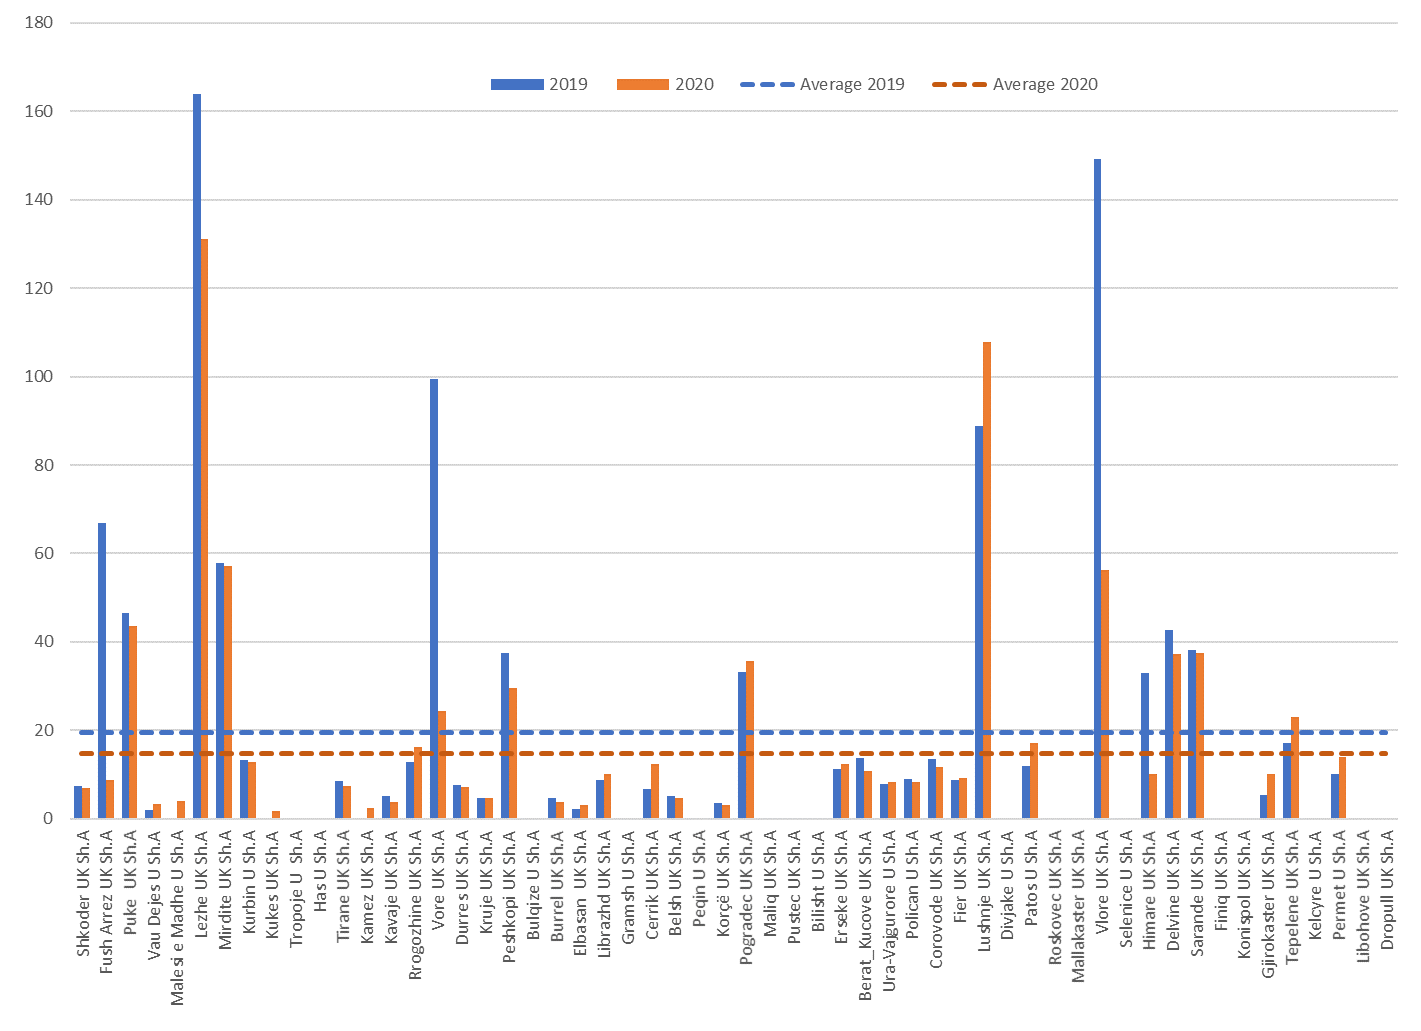 180
2019 2020 Average 2019 Average 2020
160
140
120
100
80
60
40
20
0
Shkoder UK Sh.A
Fush Arrez UK Sh.A
Puke UK Sh.A
Vau Dejes U Sh.A
Malesi e Madhe U Sh.A
Lezhe UK Sh.A
Mirdite UK Sh.A
Kurbin U Sh.A
Kukes UK Sh.A
Tropoje U Sh.A
Has U Sh.A
Tirane UK Sh.A
Kamez UK Sh.A
Kavaje UK Sh.A
Rrogozhine UK Sh.A
Vore UK Sh.A
Durres UK Sh.A
Kruje UK Sh.A
Peshkopi UK Sh.A
Bulqize U Sh.A
Burrel UK Sh.A
Elbasan UK Sh.A
Librazhd UK Sh.A
Gramsh U Sh.A
Cerrik UK Sh.A
Belsh UK Sh.A
Peqin U Sh.A
Korçë UK Sh.A
Pogradec UK Sh.A
Maliq UK Sh.A
Pustec UK Sh.A
Bilisht U Sh.A
Erseke UK Sh.A
Berat_Kucove UK Sh.A
Ura-Vajgurore U Sh.A
Polican U Sh.A
Corovode UK Sh.A
Fier UK Sh.A
Lushnje UK Sh.A
Divjake U Sh.A
Patos U Sh.A
Roskovec UK Sh.A
Mallakaster UK Sh.A
Vlore UK Sh.A
Selenice U Sh.A
Himare UK Sh.A
Delvine UK Sh.A
Sarande UK Sh.A
Finiq UK Sh.A
Konispol UK Sh.A
Gjirokaster UK Sh.A
Tepelene UK Sh.A
Kelcyre U Sh.A
Permet U Sh.A
Libohove UK Sh.A
Dropull UK Sh.A